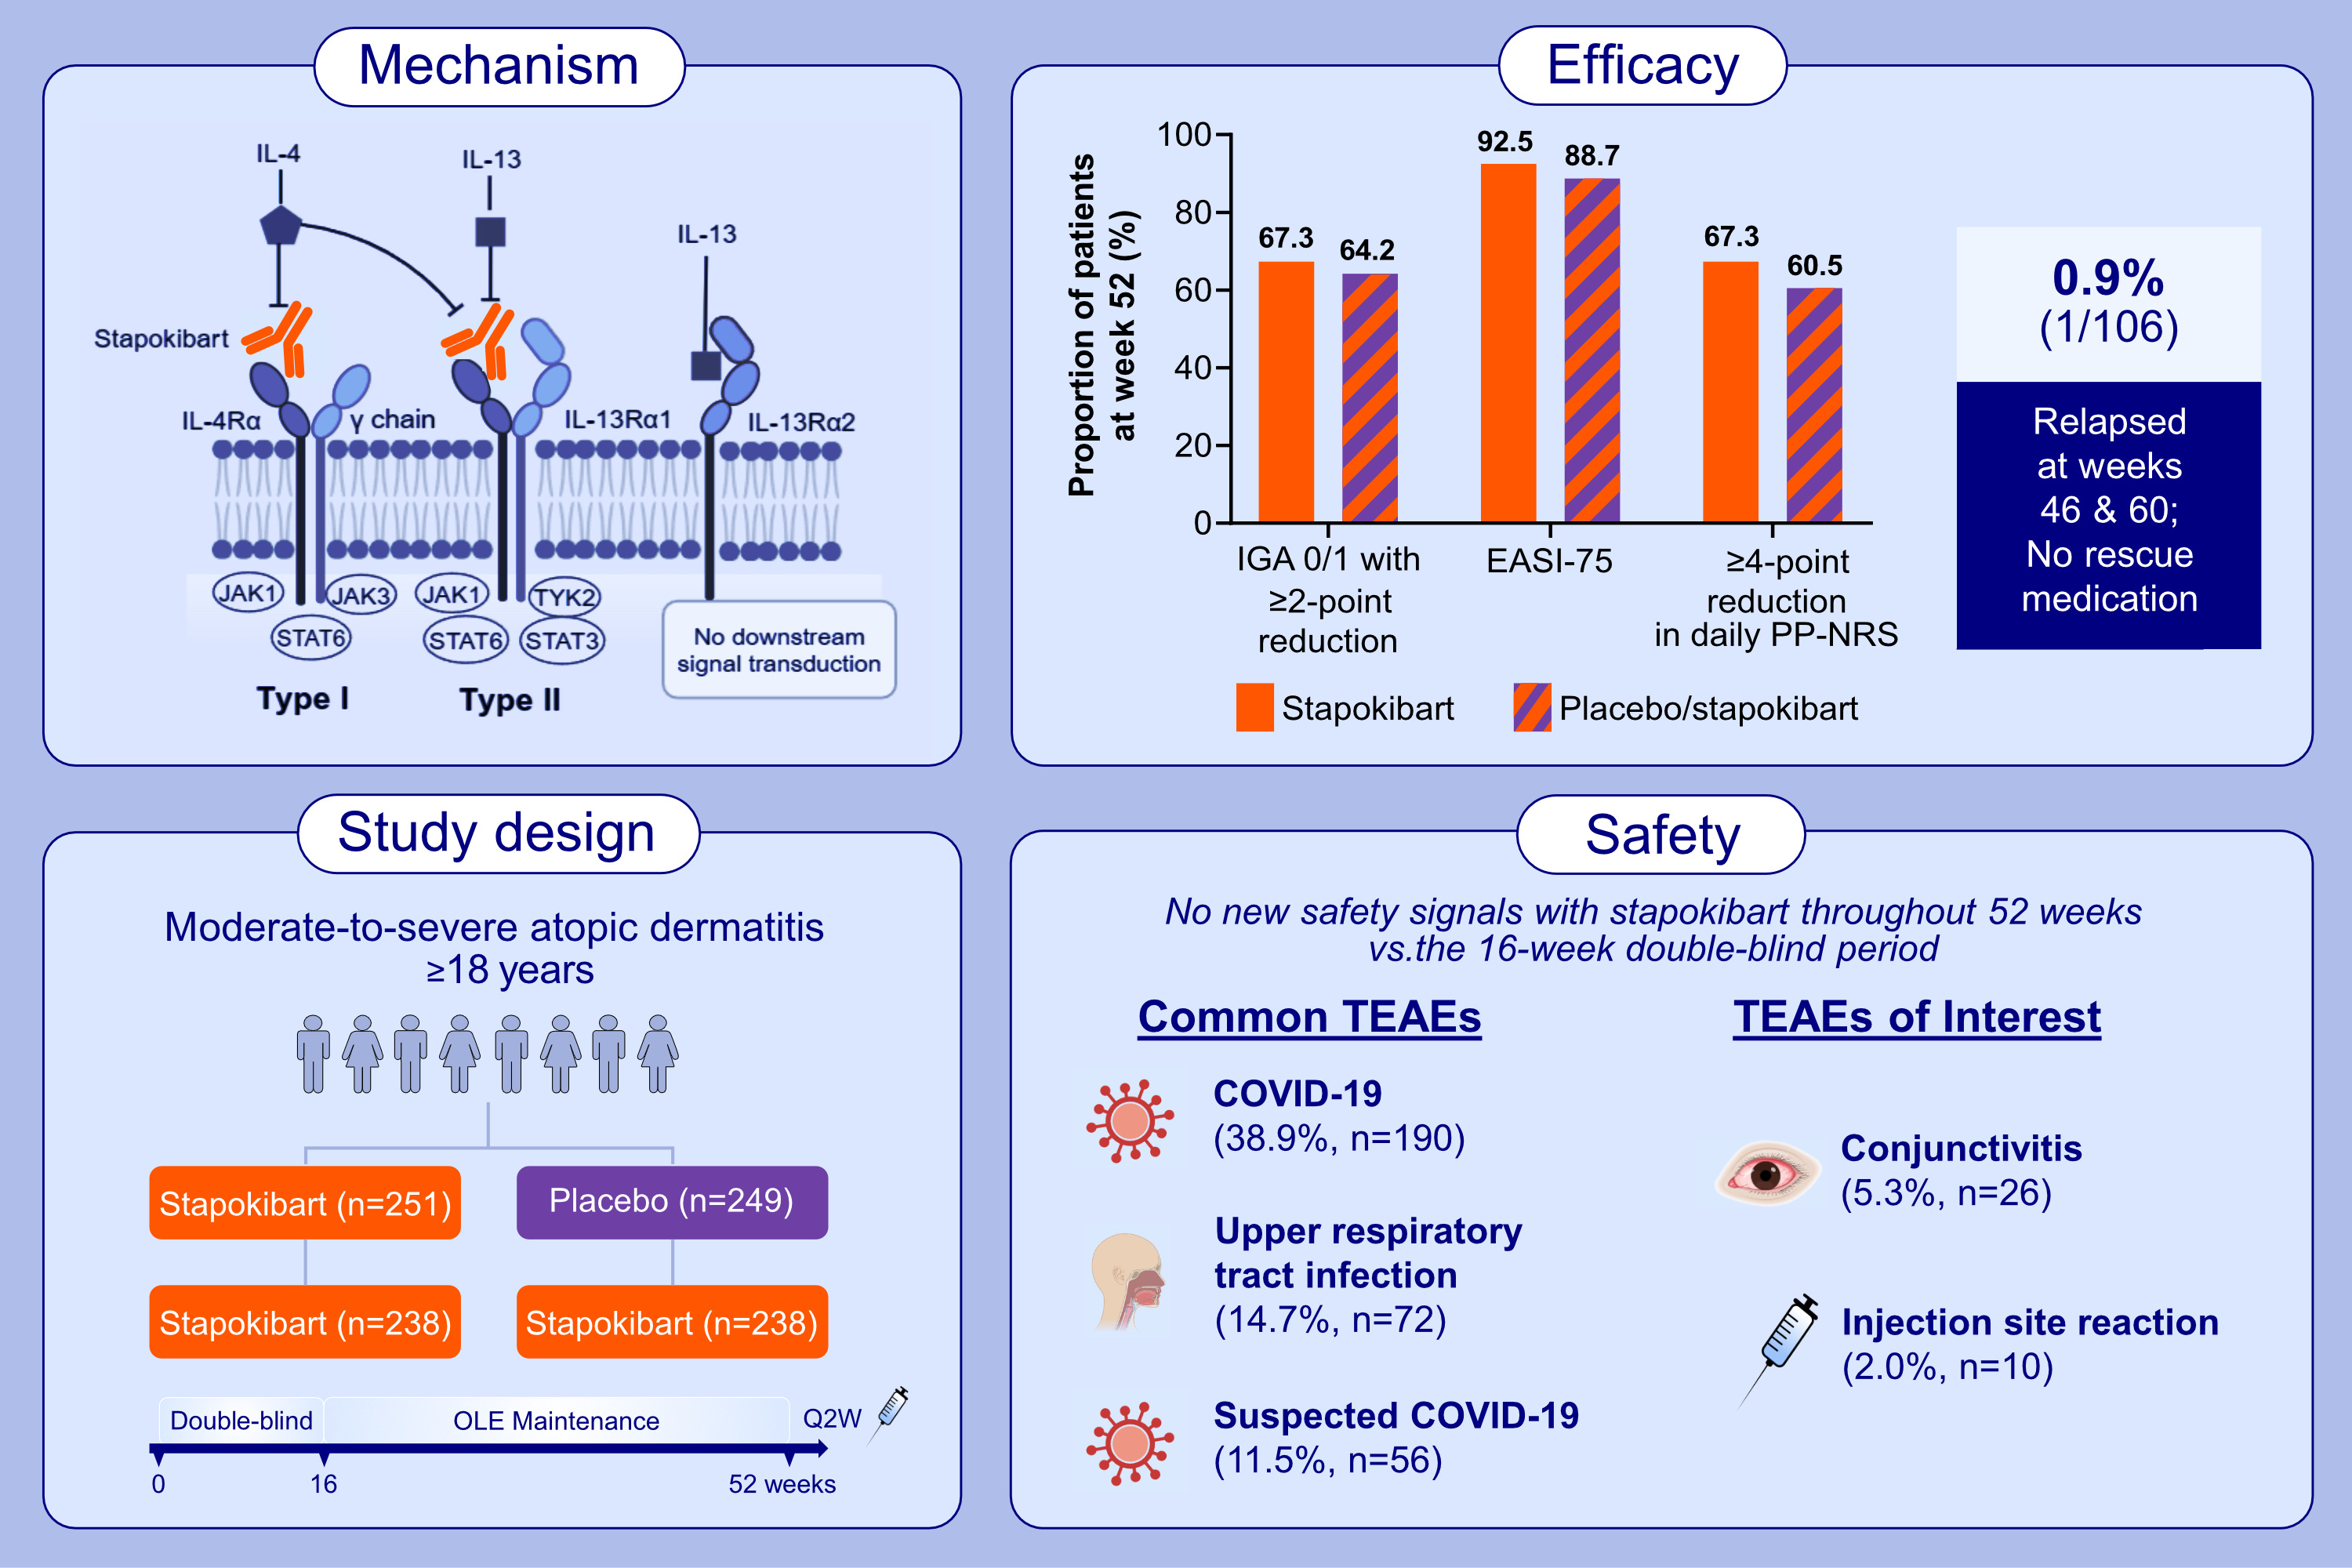 Mechanism
IL-4
IL-13
IL-13
Stapokibart
IL-4Rα
γ chain
IL-13Rα1
IL-13Rα2
JAK1
JAK3
JAK1
TYK2
STAT6
STAT6
STAT3
No downstream
signal transduction
Type I
Type II
Efficacy
Proportion of patients
at week 52 (%)
100
80
60
40
20
0
67.3
64.2
92.5
88.7
67.3
60.5
IGA 0/1 with
≥2-point
reduction
EASI-75
≥4-point
reduction
in daily PP-NRS
Stapokibart
Placebo/stapokibart
0.9%
(1/106)
Relapsed
at weeks
46 & 60;
No rescue
medication
Study design
Moderate-to-severe atopic dermatitis
≥18 years
Stapokibart (n=251)
Placebo (n=249)
Stapokibart (n=238)
Stapokibart (n=238)
Double-blind
OLE Maintenance
Q2W
0
16
52 weeks
Safety
No new safety signals with stapokibart throughout 52 weeks
vs.the 16-week double-blind period
Common TEAEs
COVID-19
(38.9%, n=190)
Upper respiratory
tract infection
(14.7%, n=72)
Suspected COVID-19
(11.5%, n=56)
TEAEs of Interest
Conjunctivitis
(5.3%, n=26)
Injection site reaction
(2.0%, n=10)